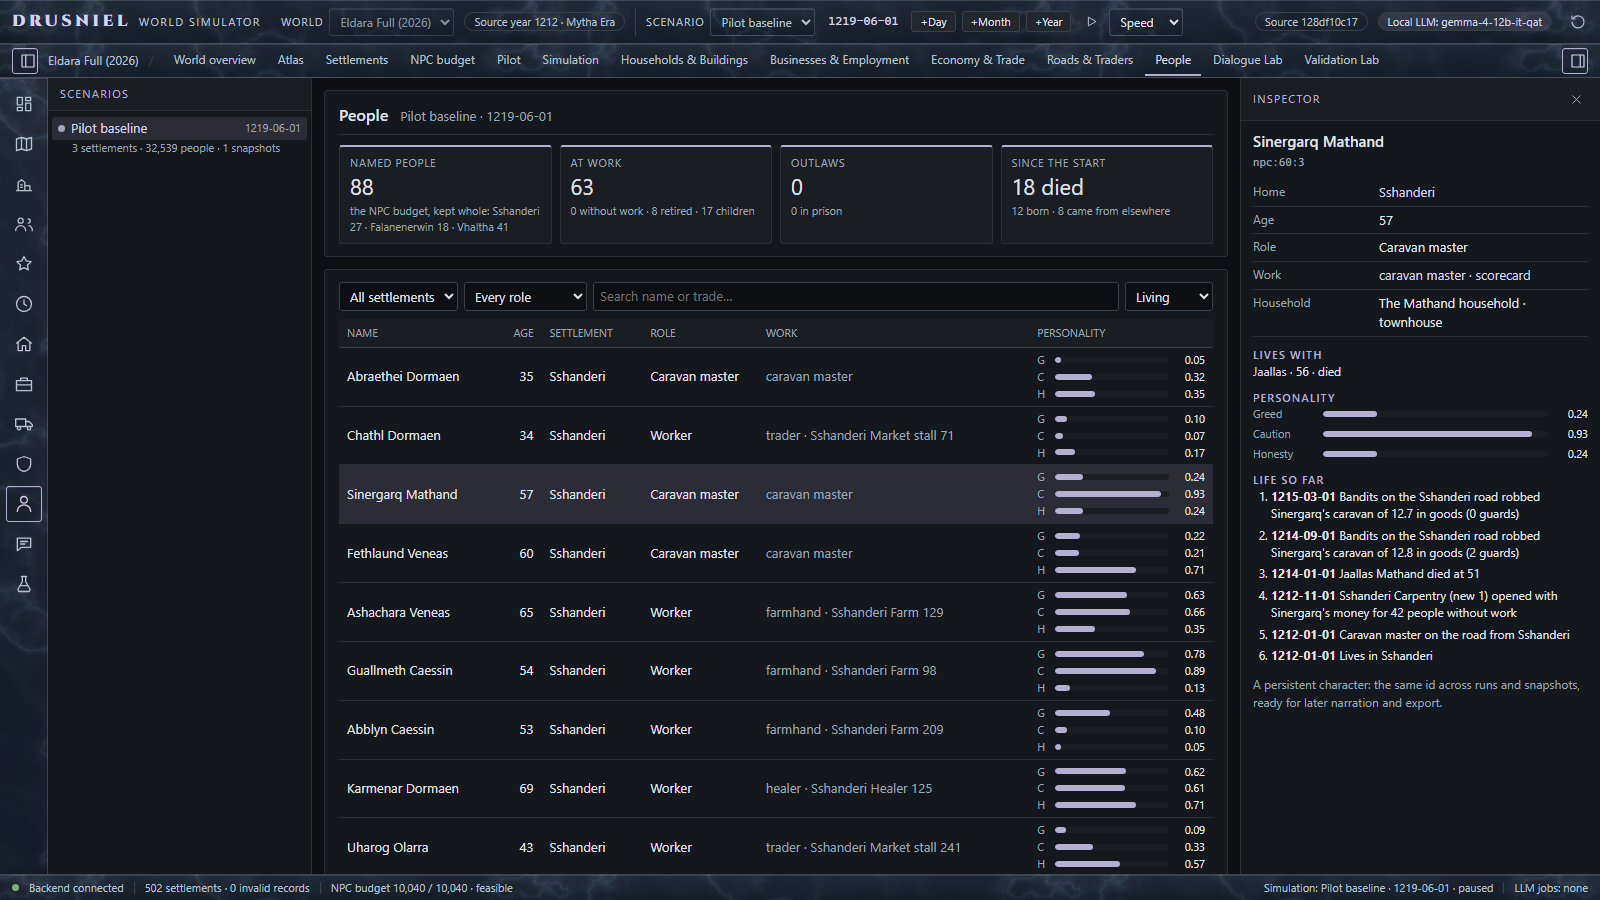 DRUSNIEL WORLD SIMULATOR WORLD Eldara Full (2026) Source year 1212 · Mytha Era SCENARIO Pilot baseline 1219-06-01 +Day +Month +Year Speed Source 128df10c17 Local LLM: gemma-4-12b-it-qat
Eldara Full (2026) / World overview Atlas Settlements NPC budget Pilot Simulation Households & Buildings Businesses & Employment Economy & Trade Roads & Traders People Dialogue Lab Validation Lab
SCENARIOS
Pilot baseline 1219-06-01
3 settlements · 32,539 people · 1 snapshots
People Pilot baseline · 1219-06-01
NAMED PEOPLE
88
the NPC budget, kept whole: Sshanderi
27 · Falanenerwin 18 · Vhaltha 41
AT WORK
63
0 without work · 8 retired · 17 children
OUTLAWS
0
0 in prison
SINCE THE START
18 died
12 born · 8 came from elsewhere
All settlements Every role Search name or trade... Living
NAME AGE SETTLEMENT ROLE WORK PERSONALITY
Abraethei Dormaen 35 Sshanderi Caravan master caravan master
G 0.05
C 0.32
H 0.35
Chathl Dormaen 34 Sshanderi Worker trader · Sshanderi Market stall 71
G 0.10
C 0.07
H 0.17
Sinergarq Mathand 57 Sshanderi Caravan master caravan master
G 0.24
C 0.93
H 0.24
Fethlaund Veneas 60 Sshanderi Caravan master caravan master
G 0.22
C 0.21
H 0.71
Ashachara Veneas 65 Sshanderi Worker farmhand · Sshanderi Farm 129
G 0.63
C 0.66
H 0.35
Guallmeth Caessin 54 Sshanderi Worker farmhand · Sshanderi Farm 98
G 0.78
C 0.89
H 0.13
Abblyn Caessin 53 Sshanderi Worker farmhand · Sshanderi Farm 209
G 0.48
C 0.10
H 0.05
Karmenar Dormaen 69 Sshanderi Worker healer · Sshanderi Healer 125
G 0.62
C 0.61
H 0.71
Uharog Olarra 43 Sshanderi Worker trader · Sshanderi Market stall 241
G 0.09
C 0.33
H 0.57
INSPECTOR
Sinergarq Mathand
npc:60:3
Home Sshanderi
Age 57
Role Caravan master
Work caravan master · scorecard
Household The Mathand household ·
townhouse
LIVES WITH
Jaallas · 56 · died
PERSONALITY
Greed 0.24
Caution 0.93
Honesty 0.24
LIFE SO FAR
1. 1215-03-01 Bandits on the Sshanderi road robbed
Sinergarq's caravan of 12.7 in goods (0 guards)
2. 1214-09-01 Bandits on the Sshanderi road robbed
Sinergarq's caravan of 12.8 in goods (2 guards)
3. 1214-01-01 Jaallas Mathand died at 51
4. 1212-11-01 Sshanderi Carpentry (new 1) opened with
Sinergarq's money for 42 people without work
5. 1212-01-01 Caravan master on the road from Sshanderi
6. 1212-01-01 Lives in Sshanderi
A persistent character: the same id across runs and snapshots,
ready for later narration and export.
Backend connected 502 settlements · 0 invalid records NPC budget 10,040 / 10,040 · feasible Simulation: Pilot baseline · 1219-06-01 · paused LLM jobs: none